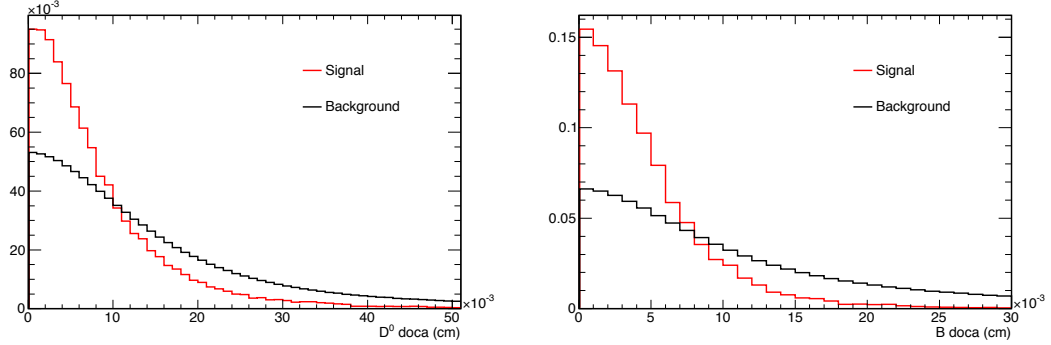 ×10⁻³
80
60
40
20
0
Signal
Background
0 10 20 30 40 50
×10⁻³
D⁰ doca (cm)
0.15
0.1
0.05
0
Signal
Background
0 5 10 15 20 25 30
×10⁻³
B doca (cm)